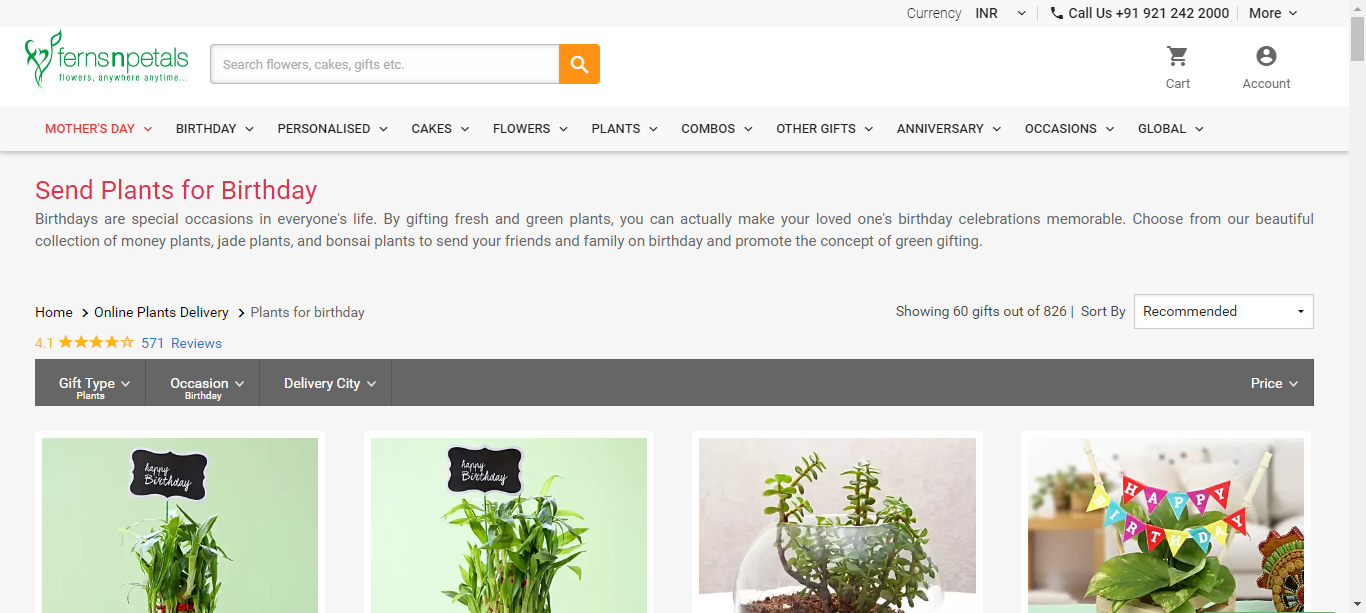 Currency INR Call Us +91 921 242 2000 More
fernsnpetals
flowers, anywhere anytime...
Search flowers, cakes, gifts etc.
Cart Account
MOTHER'S DAY BIRTHDAY PERSONALISED CAKES FLOWERS PLANTS COMBOS OTHER GIFTS ANNIVERSARY OCCASIONS GLOBAL
Send Plants for Birthday
Birthdays are special occasions in everyone's life. By gifting fresh and green plants, you can actually make your loved one's birthday celebrations memorable. Choose from our beautiful
collection of money plants, jade plants, and bonsai plants to send your friends and family on birthday and promote the concept of green gifting.
Home Online Plants Delivery Plants for birthday
Showing 60 gifts out of 826 | Sort By Recommended
4.1 571 Reviews
Gift Type Occasion Delivery City Price
Plants Birthday
happy
Birthday
happy
Birthday
HAPPY
BIRTHDAY